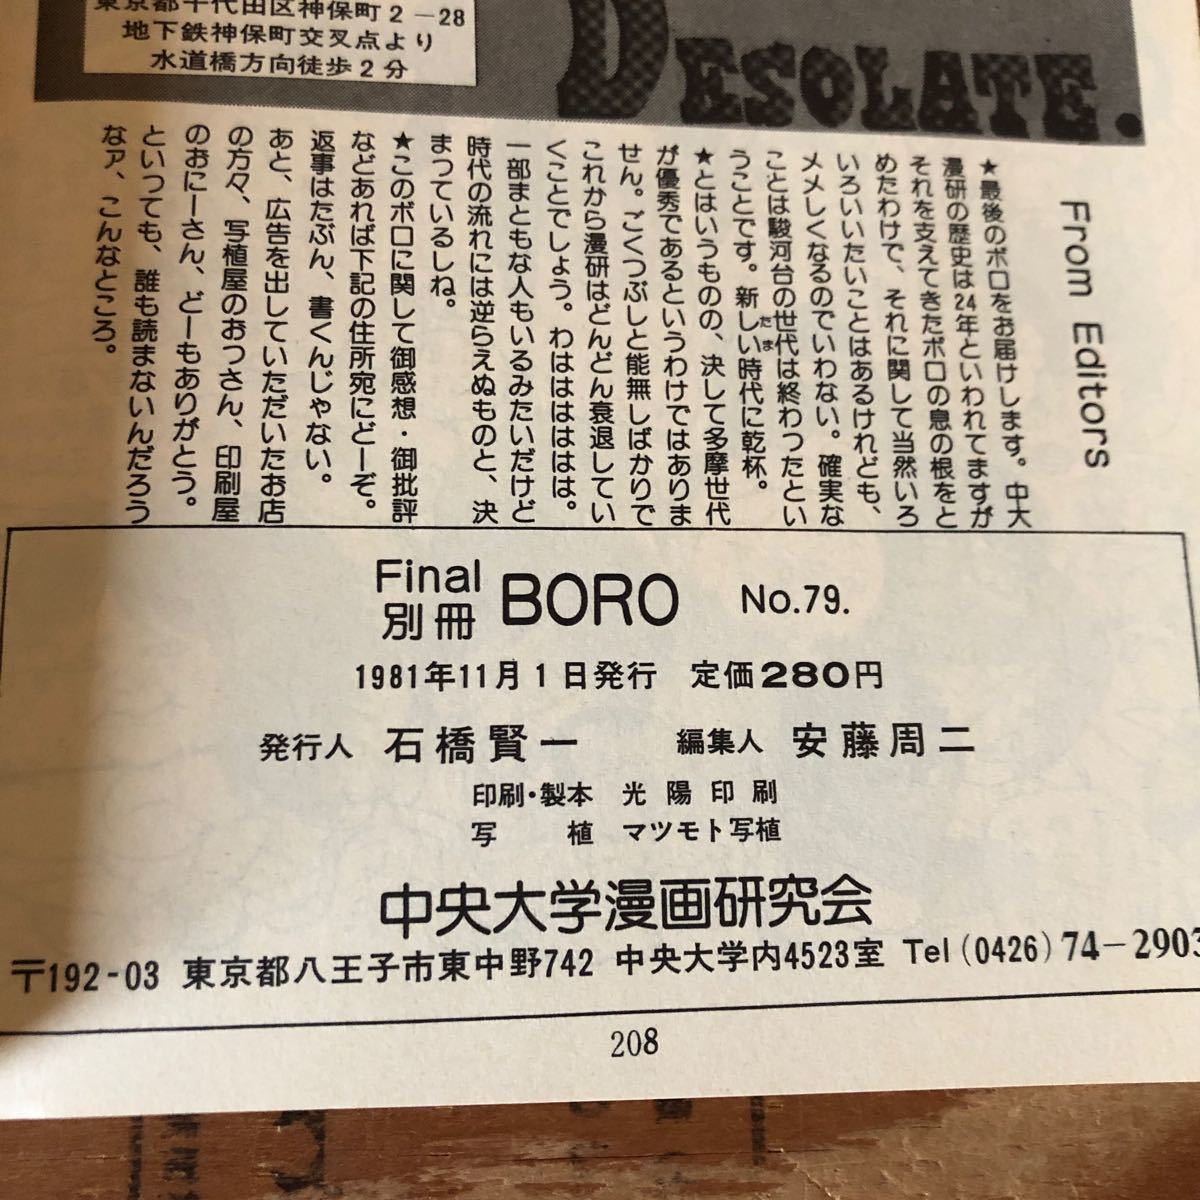 東京都千代田区神保町2-28
地下鉄神保町交叉点より
水道橋方向徒歩2分
DESOLATE.
From Editors
★最後のボロをお届けします。中大
漫研の歴史は24年といわれてますが
それを支えてきたボロの息の根をと
めたわけで、それに関して当然いろ
いろいいたいことはあるけれども、
メメしくなるのでいわない。確実な
ことは駿河台の世代は終わったとい
うことです。新しい時代に乾杯。
たま
★とはいうものの、決して多摩世代
が優秀であるというわけではありま
せん。ごくつぶしと能無しばかりで
これから漫研はどんどん衰退してい
くことでしょう。わはははははは。
一部まともな人もいるみたいだけど
時代の流れには逆らえぬものと、決
まっているしね。
★このボロに関して御感想・御批評
などあれば下記の住所宛にどーぞ。
返事はたぶん、書くんじゃない。
あと、広告を出していただいたお店
の方々、写植屋のおっさん、印刷屋
のおにーさん、どーもありがとう。
といっても、誰も読まないんだろう
なァ、こんなところ。
Final
別冊 BORO No.79.
1981年11月1日発行 定価280円
発行人 石橋賢一 編集人 安藤周二
印刷・製本 光陽印刷
写植 マツモト写植
中央大学漫画研究会
〒192-03 東京都八王子市東中野742 中央大学内4523室 Tel (0426) 74-2903
208